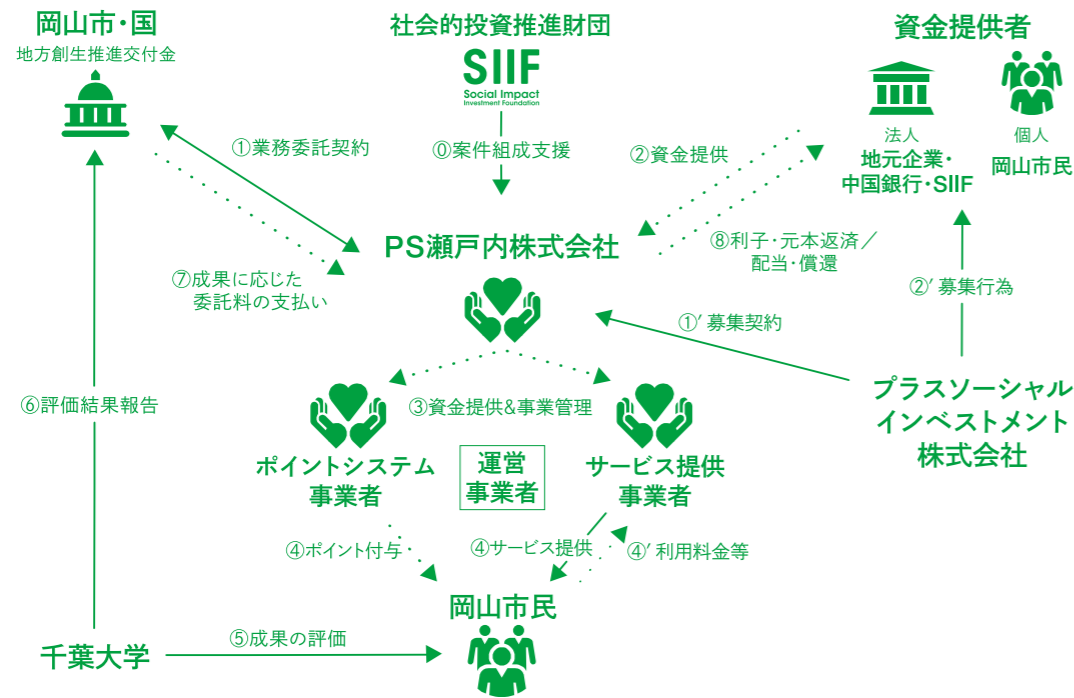 岡山市・国
地方創生推進交付金
社会的投資推進財団
SIIF
Social Impact
Investment Foundation
資金提供者
法人
地元企業・
中国銀行・SIIF
個人
岡山市民
①業務委託契約
⓪案件組成支援
②資金提供
PS瀬戸内株式会社
⑧利子・元本返済／
配当・償還
⑦成果に応じた
委託料の支払い
②′募集行為
①′募集契約
プラスソーシャル
インベストメント
株式会社
③資金提供&事業管理
⑥評価結果報告
ポイントシステム
事業者
運営
事業者
サービス提供
事業者
④ポイント付与
④サービス提供
④′利用料金等
岡山市民
⑤成果の評価
千葉大学